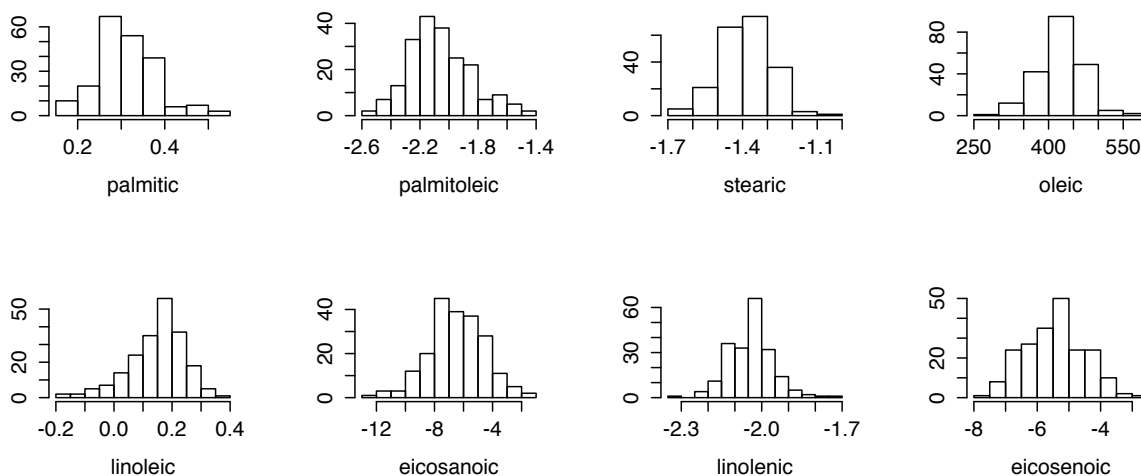 0 30 60
0.2 0.4
palmitic
0 20 40
-2.6 -2.2 -1.8 -1.4
palmitoleic
0 40
-1.7 -1.4 -1.1
stearic
0 40 80
250 400 550
oleic
0 20 50
-0.2 0.0 0.2 0.4
linoleic
0 20 40
-12 -8 -4
eicosanoic
0 30 60
-2.3 -2.0 -1.7
linolenic
0 20 50
-8 -6 -4
eicosenoic